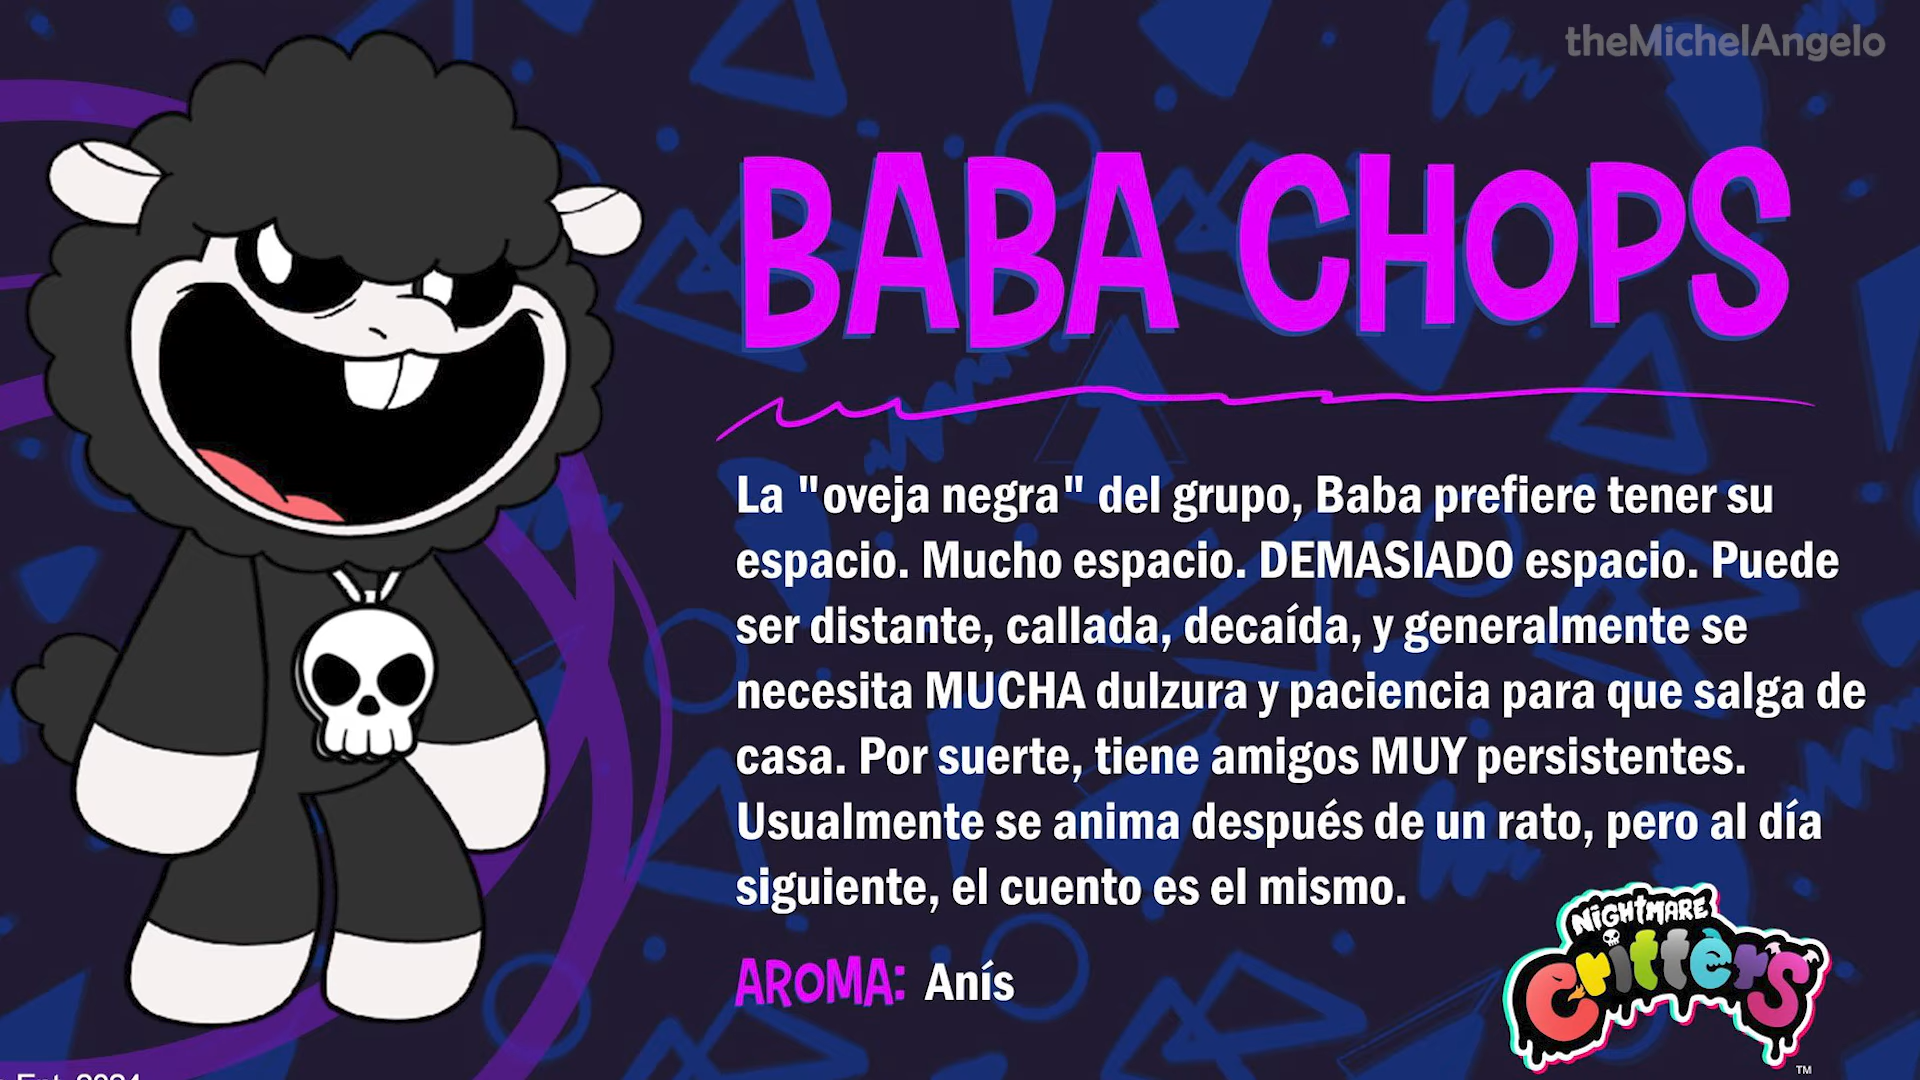 theMichelAngelo
BABA CHOPS
La "oveja negra" del grupo, Baba prefiere tener su
espacio. Mucho espacio. DEMASIADO espacio. Puede
ser distante, callada, decaída, y generalmente se
necesita MUCHA dulzura y paciencia para que salga de
casa. Por suerte, tiene amigos MUY persistentes.
Usualmente se anima después de un rato, pero al día
siguiente, el cuento es el mismo.
AROMA: Anís
NIGHTMARE
Critters
TM
Ent. 2024